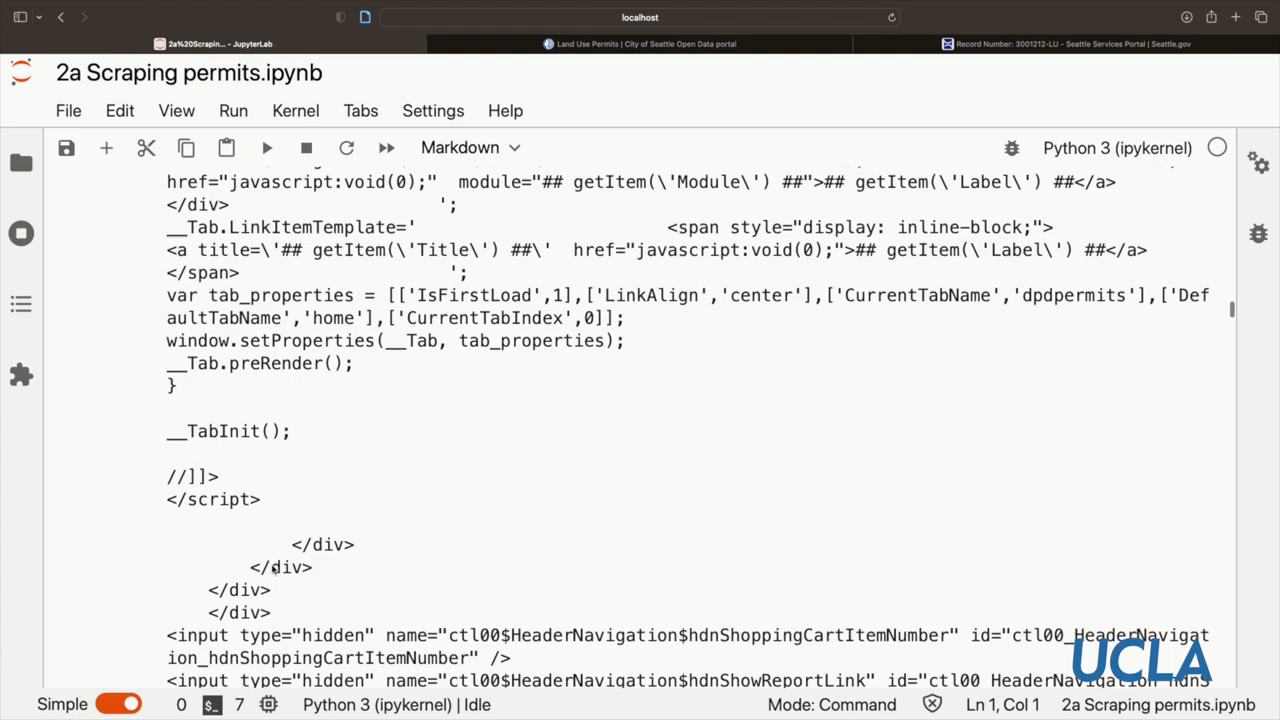 localhost
2a%20Scrapin... - JupyterLab
Land Use Permits | City of Seattle Open Data portal
Record Number: 3001212-LU - Seattle Services Portal | Seattle.gov
2a Scraping permits.ipynb
File Edit View Run Kernel Tabs Settings Help
Markdown
Python 3 (ipykernel)
href="javascript:void(0);"  module="## getItem(\'Module\') ##">## getItem(\'Label\') ##</a>
</div>                    ';
__Tab.LinkItemTemplate='                        <span style="display: inline-block;">
<a title=\'## getItem(\'Title\') ##\'  href="javascript:void(0);">## getItem(\'Label\') ##</a>
</span>                    ';
var tab_properties = [['IsFirstLoad',1],['LinkAlign','center'],['CurrentTabName','dpdpermits'],['Def
aultTabName','home'],['CurrentTabIndex',0]];
window.setProperties(__Tab, tab_properties);
__Tab.preRender();
}
__TabInit();
//]]>
</script>
</div>
</div>
</div>
</div>
<input type="hidden" name="ctl00$HeaderNavigation$hdnShoppingCartItemNumber" id="ctl00_HeaderNavigat
ion_hdnShoppingCartItemNumber" />
<input type="hidden" name="ctl00$HeaderNavigation$hdnShowReportLink" id="ctl00_HeaderNavigation_hdnS
UCLA
Simple 0 $_ 7 Python 3 (ipykernel) | Idle Mode: Command Ln 1, Col 1 2a Scraping permits.ipynb